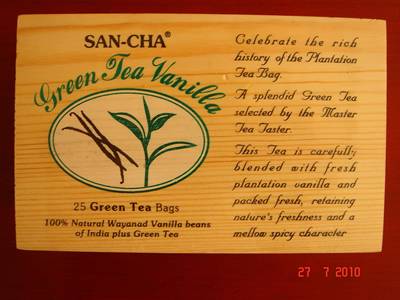 SAN-CHA®
Green Tea Vanilla
25 Green Tea Bags
100% Natural Wayanad Vanilla beans
of India plus Green Tea
Celebrate the rich
history of the Plantation
Tea Bag.
A splendid Green Tea
selected by the Master
Tea Taster.
This Tea is carefully
blended with fresh
plantation vanilla and
packed fresh, retaining
nature's freshness and a
mellow spicy character
27 7 2010